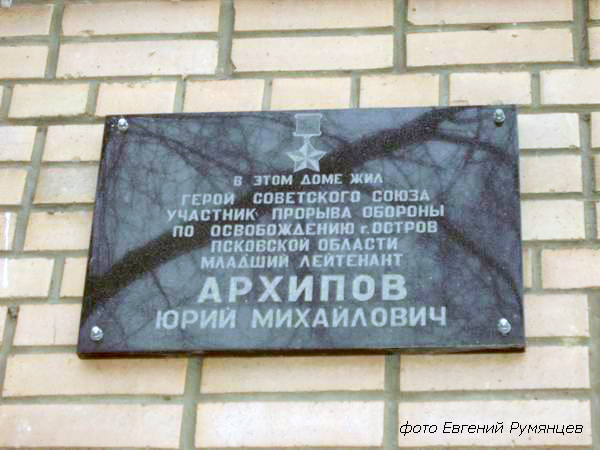 В ЭТОМ ДОМЕ ЖИЛ
ГЕРОЙ СОВЕТСКОГО СОЮЗА
УЧАСТНИК ПРОРЫВА ОБОРОНЫ
ПО ОСВОБОЖДЕНИЮ г. ОСТРОВ
ПСКОВСКОЙ ОБЛАСТИ
МЛАДШИЙ ЛЕЙТЕНАНТ
АРХИПОВ
ЮРИЙ МИХАЙЛОВИЧ
фото Евгений Румянцев